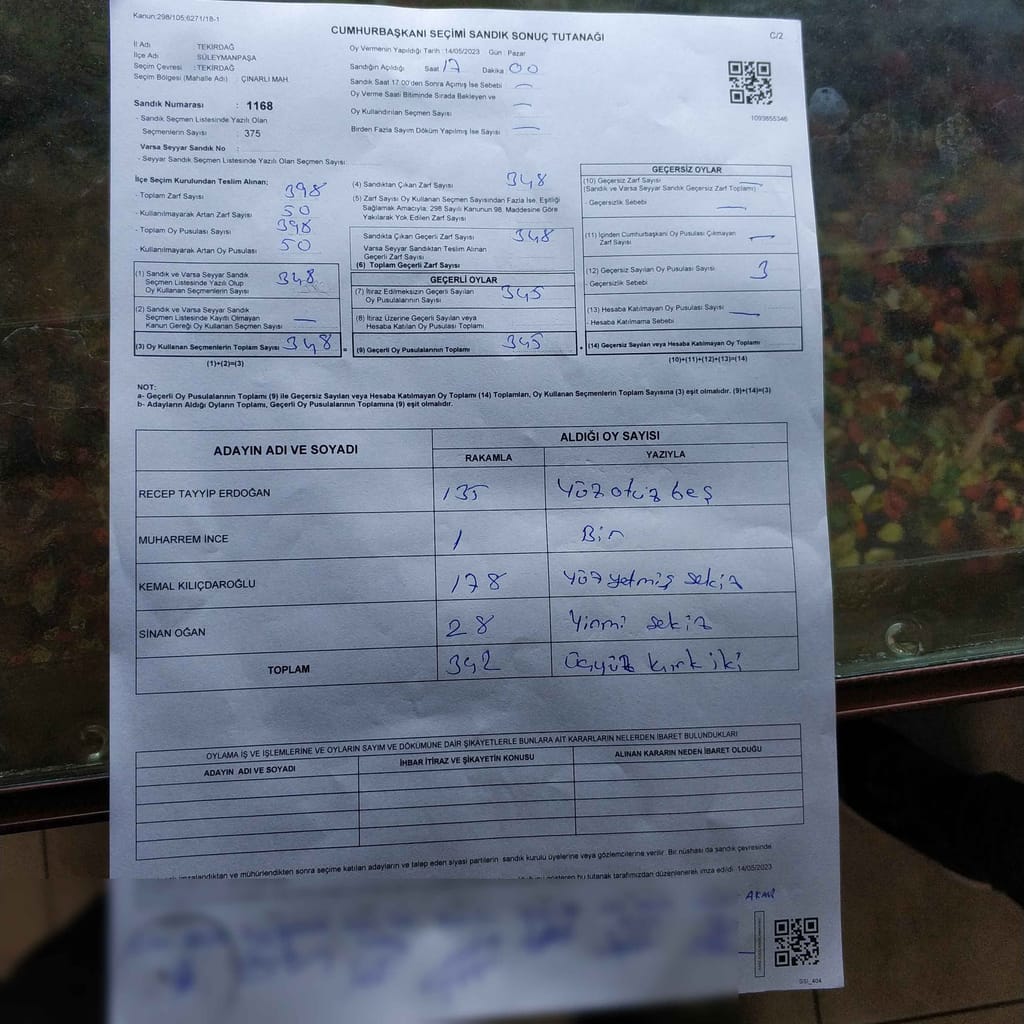 Kanun:298/105;6271/18-1
CUMHURBAŞKANI SEÇİMİ SANDIK SONUÇ TUTANAĞI
C/2
İl Adı TEKİRDAĞ
İlçe Adı SÜLEYMANPAŞA
Seçim Çevresi : TEKİRDAĞ
Seçim Bölgesi (Mahalle Adı) ÇINARLI MAH.
Sandık Numarası : 1168
- Sandık Seçmen Listesinde Yazılı Olan
Seçmenlerin Sayısı : 375
Varsa Seyyar Sandık No :
- Seyyar Sandık Seçmen Listesinde Yazılı Olan Seçmen Sayısı:
Oy Vermenin Yapıldığı Tarih : 14/05/2023 Gün : Pazar
Sandığın Açıldığı Saat 17 Dakika 00
Sandık Saat 17:00'den Sonra Açımış İse Sebebi —
Oy Verme Saati Bitiminde Sırada Bekleyen ve
Oy Kullandırılan Seçmen Sayısı —
Birden Fazla Sayım Döküm Yapılmış İse Sayısı —
1093855346
İlçe Seçim Kurulundan Teslim Alınan;
- Toplam Zarf Sayısı 398
- Kullanılmayarak Artan Zarf Sayısı 50
- Toplam Oy Pusulası Sayısı 398
- Kullanılmayarak Artan Oy Pusulası 50
(1) Sandık ve Varsa Seyyar Sandık
Seçmen Listesinde Yazılı Olup
Oy Kullanan Seçmenlerin Sayısı 348
(2) Sandık ve Varsa Seyyar Sandık
Seçmen Listesinde Kayıtlı Olmayan
Kanun Gereği Oy Kullanan Seçmen Sayısı —
(3) Oy Kullanan Seçmenlerin Toplam Sayısı 348
(1)+(2)=(3)
(4) Sandıktan Çıkan Zarf Sayısı 348
(5) Zarf Sayısı Oy Kullanan Seçmen Sayısından Fazla İse, Eşitliği
Sağlamak Amacıyla; 298 Sayılı Kanunun 98. Maddesine Göre
Yakılarak Yok Edilen Zarf Sayısı
Sandıkta Çıkan Geçerli Zarf Sayısı 348
Varsa Seyyar Sandıktan Teslim Alınan
Geçerli Zarf Sayısı
(6) Toplam Geçerli Zarf Sayısı
GEÇERLİ OYLAR
(7) İtiraz Edilmeksizin Geçerli Sayılan
Oy Pusulalarının Sayısı 345
(8) İtiraz Üzerine Geçerli Sayılan veya
Hesaba Katılan Oy Pusulası Toplamı
(9) Geçerli Oy Pusulalarının Toplamı 345
GEÇERSİZ OYLAR
(10) Geçersiz Zarf Sayısı —
(Sandık ve Varsa Seyyar Sandık Geçersiz Zarf Toplamı)
- Geçersizlik Sebebi —
(11) İçinden Cumhurbaşkanı Oy Pusulası Çıkmayan
Zarf Sayısı —
(12) Geçersiz Sayılan Oy Pusulası Sayısı 3
- Geçersizlik Sebebi
(13) Hesaba Katılmayan Oy Pusulası Sayısı —
- Hesaba Katılmama Sebebi
(14) Geçersiz Sayılan veya Hesaba Katılmayan Oy Toplamı
(10)+(11)+(12)+(13)=(14)
NOT:
a- Geçerli Oy Pusulalarının Toplamı (9) ile Geçersiz Sayılan veya Hesaba Katılmayan Oy Toplamı (14) Toplamları, Oy Kullanan Seçmenlerin Toplam Sayısına (3) eşit olmalıdır. (9)+(14)=(3)
b- Adayların Aldığı Oyların Toplamı, Geçerli Oy Pusulalarının Toplamına (9) eşit olmalıdır.
ADAYIN ADI VE SOYADI ALDIĞI OY SAYISI
RAKAMLA YAZIYLA
RECEP TAYYİP ERDOĞAN 135 Yüz otuz beş
MUHARREM İNCE 1 Bir
KEMAL KILIÇDAROĞLU 178 Yüz yetmiş sekiz
SİNAN OĞAN 28 Yirmi sekiz
TOPLAM 342 Üçyüz kırk iki
OYLAMA İŞ VE İŞLEMLERİNE VE OYLARIN SAYIM VE DÖKÜMÜNE DAİR ŞİKAYETLERLE BUNLARA AİT KARARLARIN NELERDEN İBARET BULUNDUKLARI
ADAYIN ADI VE SOYADI İHBAR İTİRAZ VE ŞİKAYETİN KONUSU ALINAN KARARIN NEDEN İBARET OLDUĞU
imzalandıktan ve mühürlendikten sonra seçime katılan adayların ve talep eden siyasi partilerin sandık kurulu üyelerine veya gözlemcilerine verilir. Bir nüshası da sandık çevresinde
gösteren bu tutanak tarafımızdan düzenlenerek imza edildi. 14/05/2023
AKAR
SSİ_404